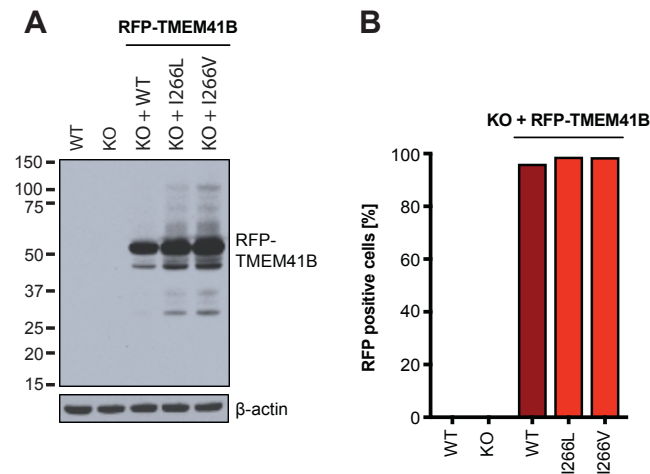 A
RFP-TMEM41B
WT
KO
KO + WT
KO + I266L
KO + I266V
150
100
75
50
37
25
20
15
RFP-
TMEM41B
β-actin
B
KO + RFP-TMEM41B
RFP positive cells [%]
100
80
60
40
20
0
WT
KO
WT
I266L
I266V